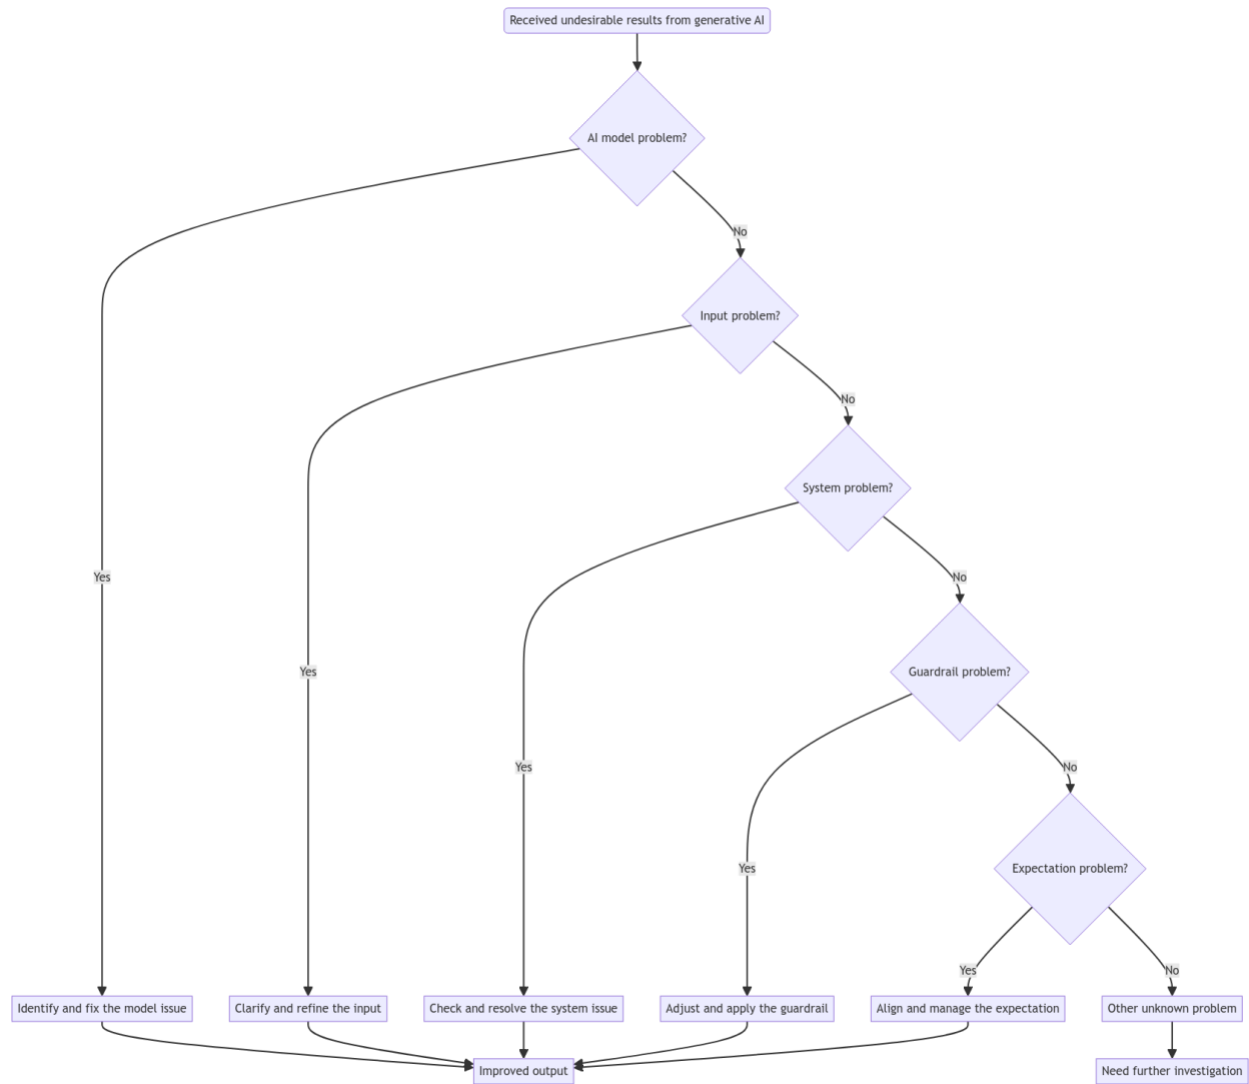 Received undesirable results from generative AI
AI model problem?
No
Input problem?
No
System problem?
Yes
No
Yes
Guardrail problem?
Yes
No
Yes
Expectation problem?
Yes
No
Identify and fix the model issue
Clarify and refine the input
Check and resolve the system issue
Adjust and apply the guardrail
Align and manage the expectation
Other unknown problem
Improved output
Need further investigation